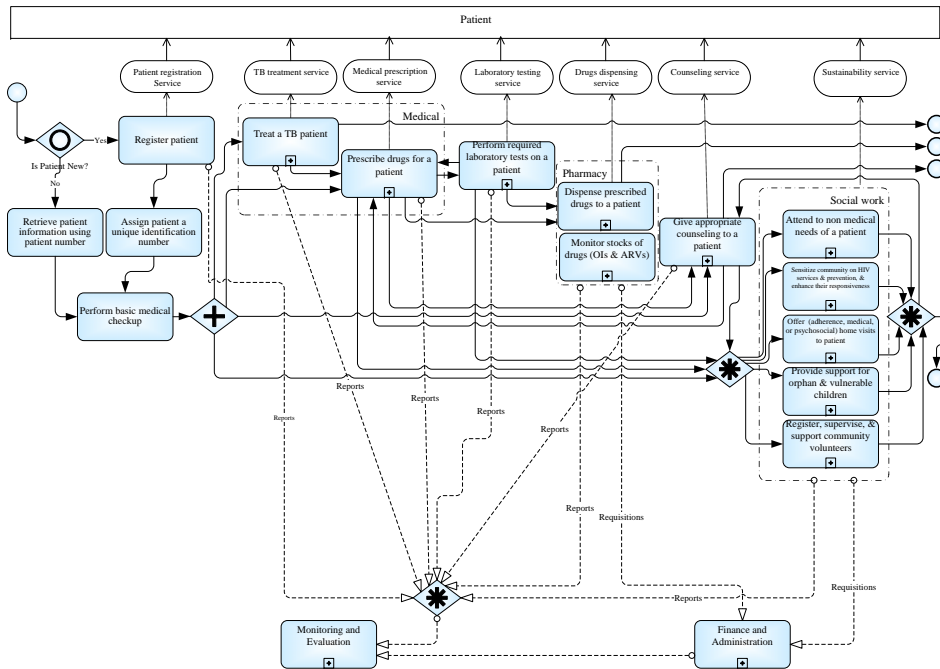 Patient
Patient registration
Service
TB treatment service
Medical prescription
service
Laboratory testing
service
Drugs dispensing
service
Counseling service
Sustainability service
Medical
Yes
Is Patient New?
No
Register patient
Treat a TB patient
Prescribe drugs for a
patient
Perform required
laboratory tests on a
patient
Pharmacy
Dispense prescribed
drugs to a patient
Monitor stocks of
drugs (OIs & ARVs)
Give appropriate
counseling to a
patient
Social work
Attend to non medical
needs of a patient
Sensitize community on HIV
services & prevention, &
enhance their responsiveness
Offer (adherence, medical,
or psychosocial) home visits
to patient
Provide support for
orphan & vulnerable
children
Register, supervise, &
support community
volunteers
Retrieve patient
information using
patient number
Assign patient a
unique identification
number
Perform basic medical
checkup
Reports
Reports
Reports
Reports
Reports
Reports
Requisitions
Requisitions
Reports
Monitoring and
Evaluation
Finance and
Administration